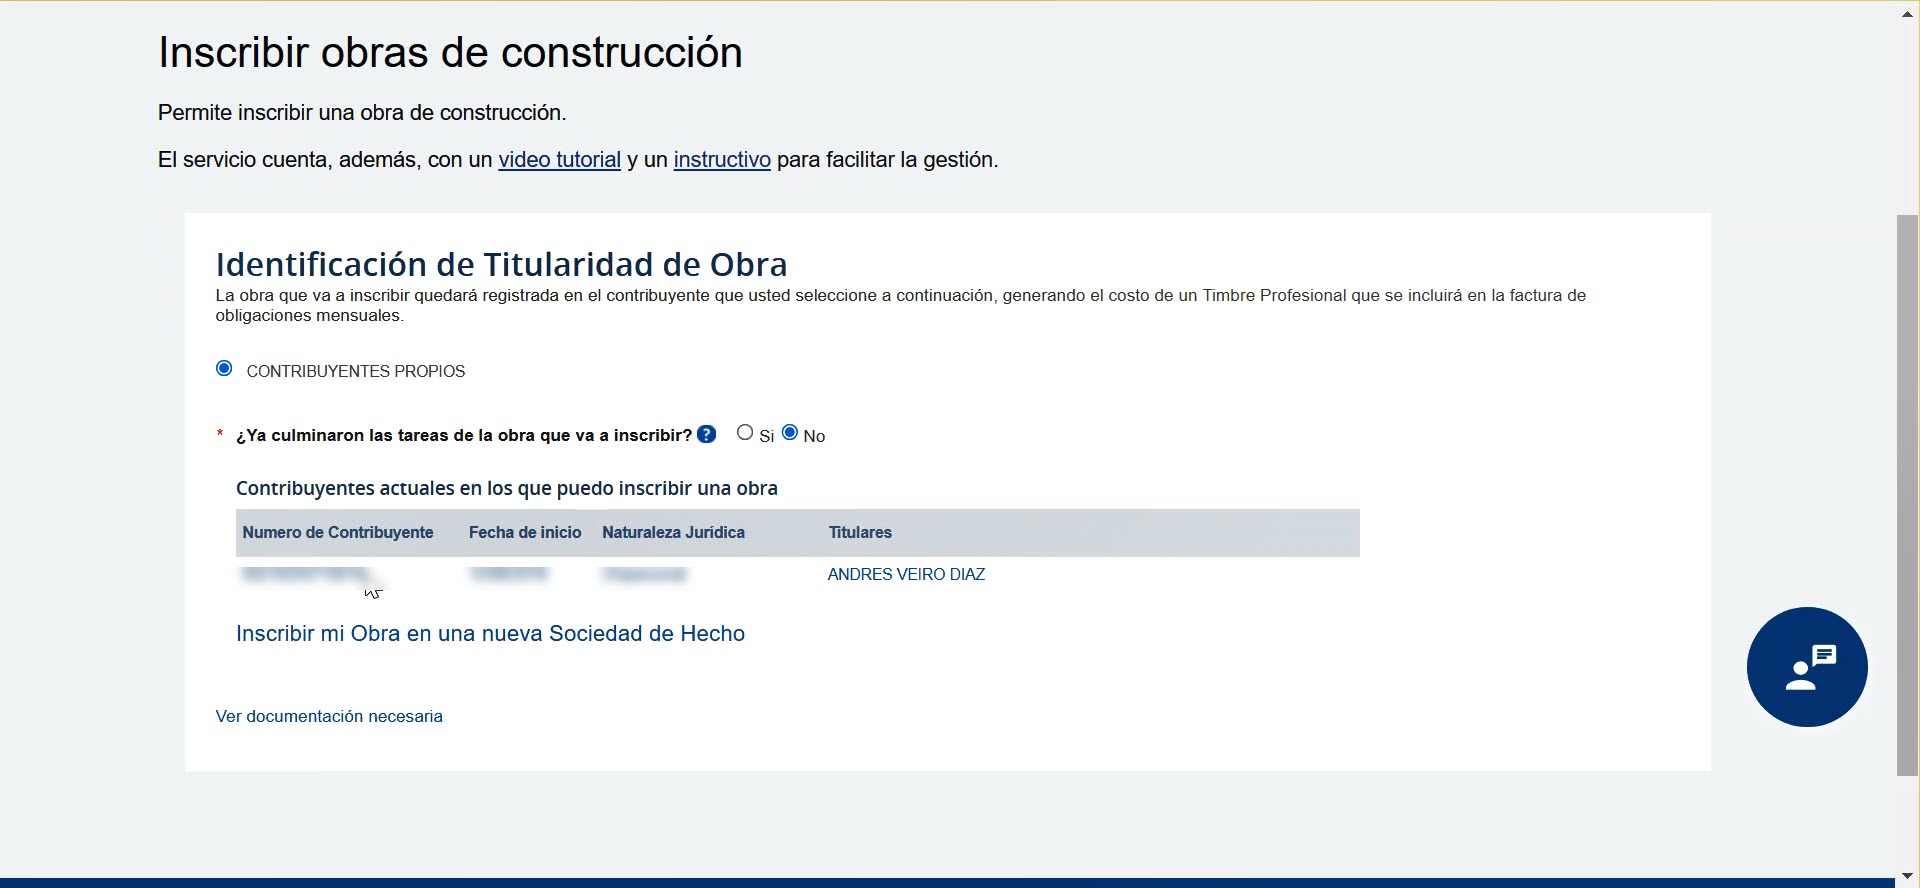 Inscribir obras de construcción
Permite inscribir una obra de construcción.
El servicio cuenta, además, con un video tutorial y un instructivo para facilitar la gestión.
Identificación de Titularidad de Obra
La obra que va a inscribir quedará registrada en el contribuyente que usted seleccione a continuación, generando el costo de un Timbre Profesional que se incluirá en la factura de
obligaciones mensuales.
CONTRIBUYENTES PROPIOS
* ¿Ya culminaron las tareas de la obra que va a inscribir? ? Si No
Contribuyentes actuales en los que puedo inscribir una obra
Numero de Contribuyente Fecha de inicio Naturaleza Jurídica Titulares
ANDRES VEIRO DIAZ
Inscribir mi Obra en una nueva Sociedad de Hecho
Ver documentación necesaria